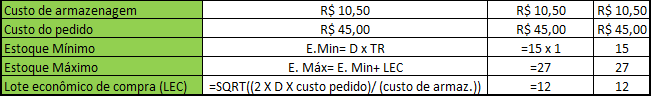 Custo de armazenagem R$ 10,50 R$ 10,50 R$ 10,50
Custo do pedido R$ 45,00 R$ 45,00 R$ 45,00
Estoque Mínimo E.Min= D x TR =15 x 1 15
Estoque Máximo E. Máx= E. Min+ LEC =27 27
Lote econômico de compra (LEC) =SQRT((2 X D X custo pedido)/ (custo de armaz.)) =12 12